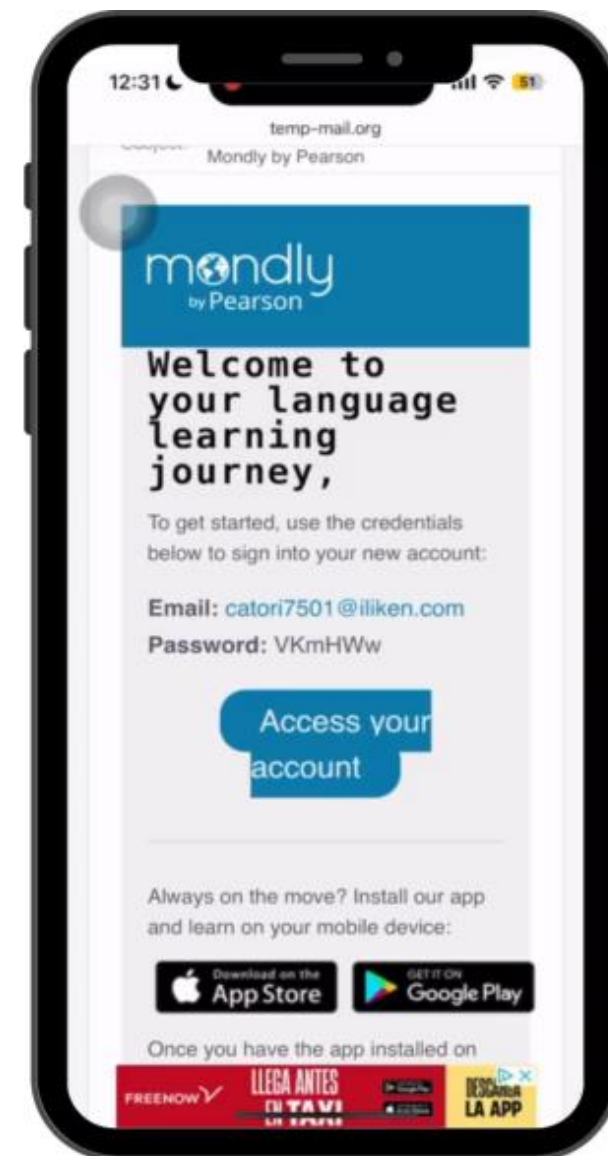 12:31
51
temp-mail.org
Mondly by Pearson
mondly
by Pearson
Welcome to
your language
learning
journey,
To get started, use the credentials
below to sign into your new account:
Email: catori7501@iliken.com
Password: VKmHWw
Access your
account
Always on the move? Install our app
and learn on your mobile device:
Download on the
App Store
GET IT ON
Google Play
Once you have the app installed on
FREENOW
LLEGA ANTES
EN TAXI
DESCARGA
LA APP